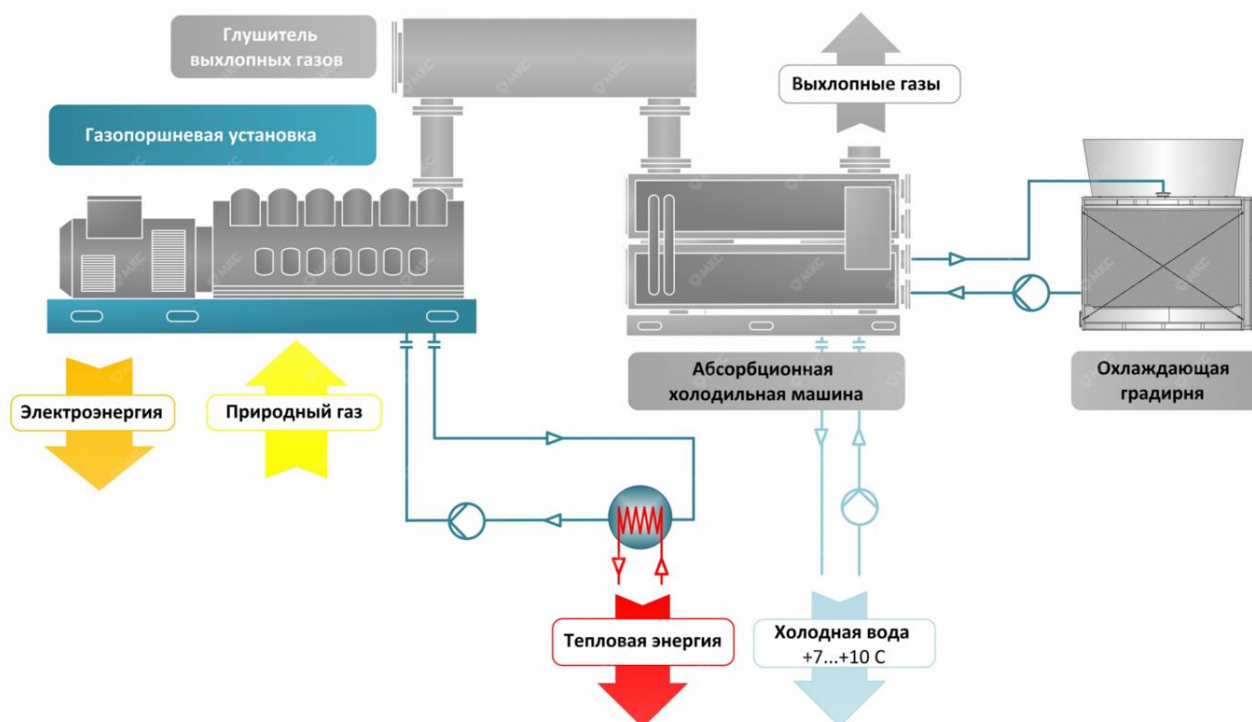 Глушитель
выхлопных газов
Выхлопные газы
Газопоршневая установка
Абсорбционная
холодильная машина
Охлаждающая
градирня
Электроэнергия
Природный газ
Тепловая энергия
Холодная вода
+7...+10 С
МКС